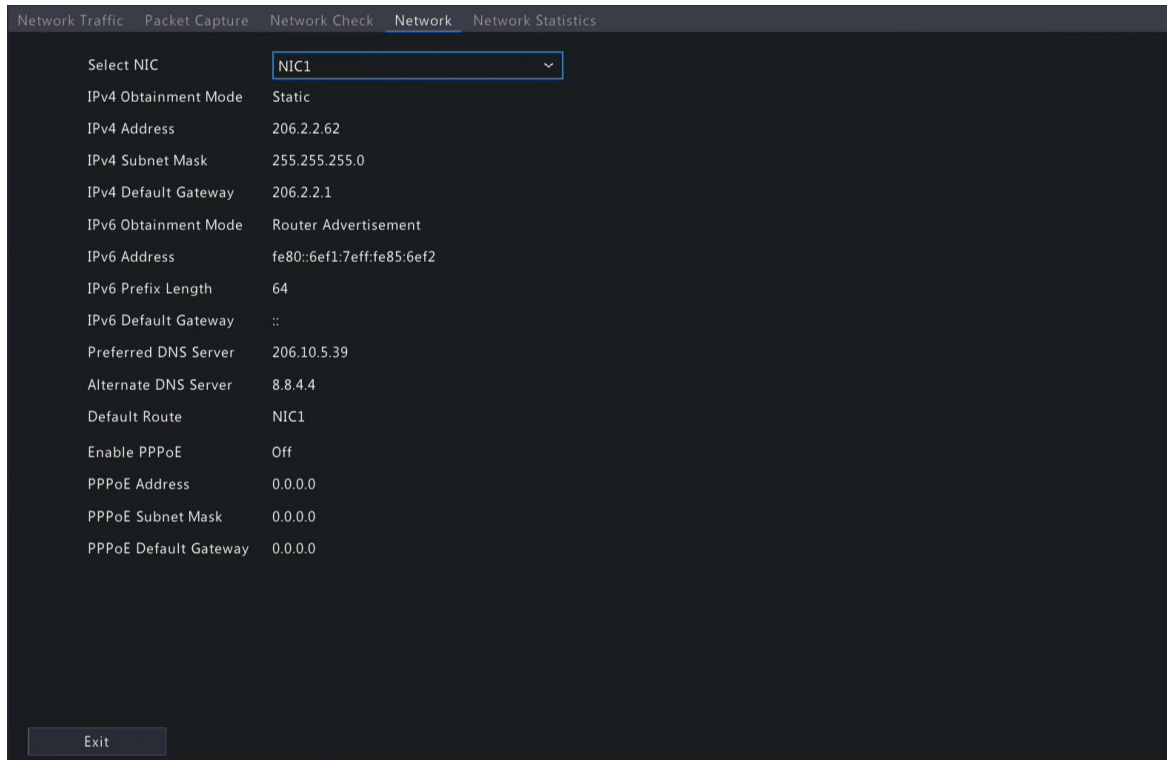 Network Traffic Packet Capture Network Check Network Network Statistics
Select NIC NIC1
IPv4 Obtainment Mode Static
IPv4 Address 206.2.2.62
IPv4 Subnet Mask 255.255.255.0
IPv4 Default Gateway 206.2.2.1
IPv6 Obtainment Mode Router Advertisement
IPv6 Address fe80::6ef1:7eff:fe85:6ef2
IPv6 Prefix Length 64
IPv6 Default Gateway ::
Preferred DNS Server 206.10.5.39
Alternate DNS Server 8.8.4.4
Default Route NIC1
Enable PPPoE Off
PPPoE Address 0.0.0.0
PPPoE Subnet Mask 0.0.0.0
PPPoE Default Gateway 0.0.0.0
Exit